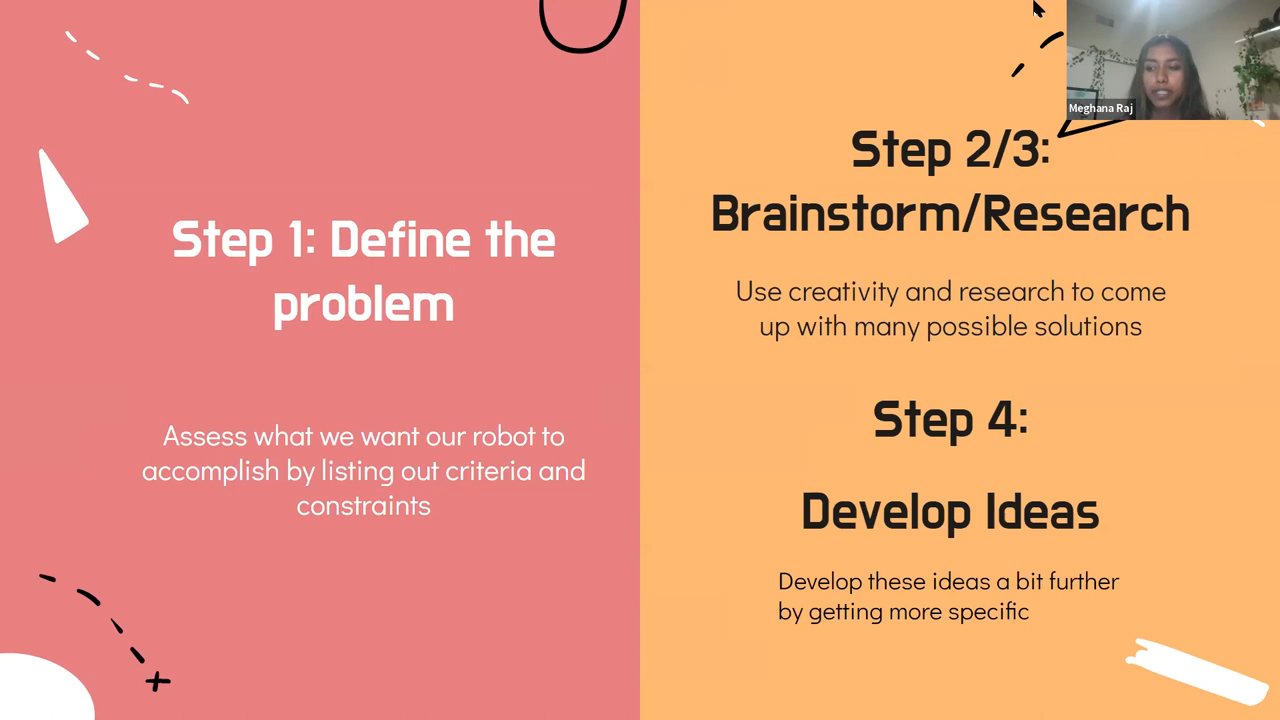 Step 1: Define the
problem
Assess what we want our robot to
accomplish by listing out criteria and
constraints
Meghana Raj
Step 2/3:
Brainstorm/Research
Use creativity and research to come
up with many possible solutions
Step 4:
Develop Ideas
Develop these ideas a bit further
by getting more specific